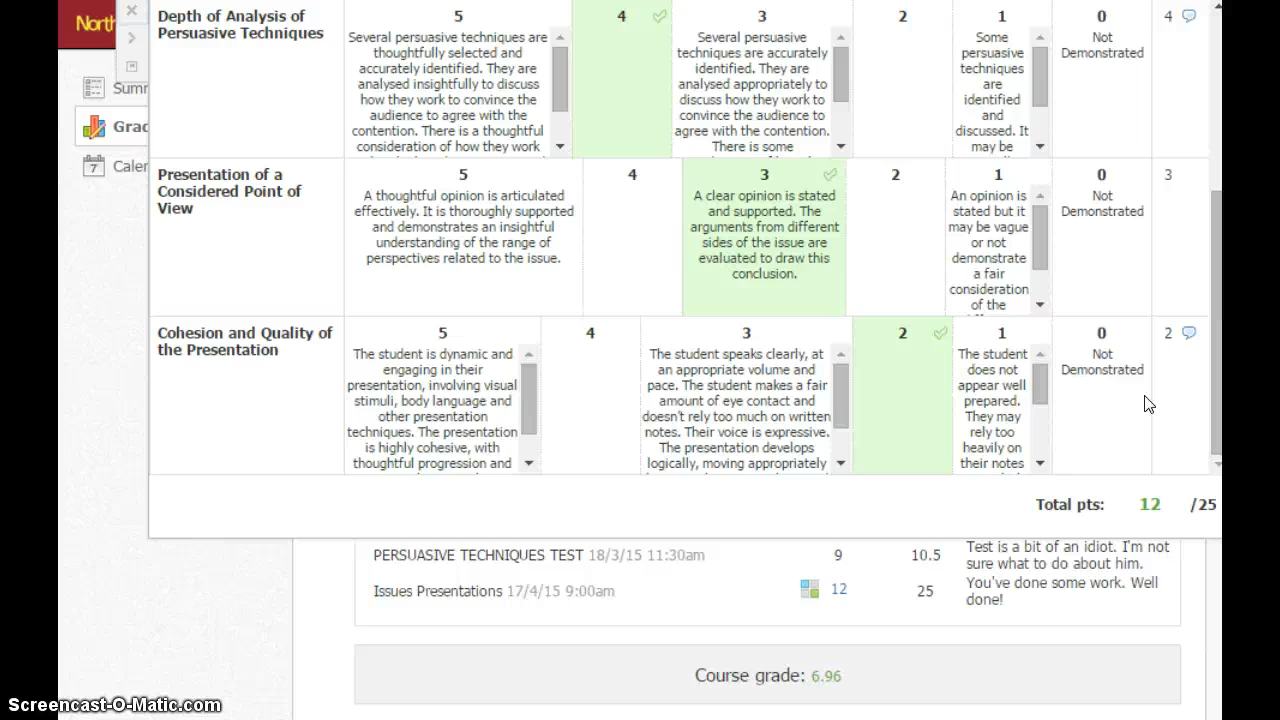 North
Summ
Grad
7 Caler
Depth of Analysis of
Persuasive Techniques
5
Several persuasive techniques are
thoughtfully selected and
accurately identified. They are
analysed insightfully to discuss
how they work to convince the
audience to agree with the
contention. There is a thoughtful
consideration of how they work
4
3
Several persuasive
techniques are accurately
identified. They are
analysed appropriately to
discuss how they work to
convince the audience to
agree with the contention.
There is some
2
1
Some
persuasive
techniques
are
identified
and
discussed. It
may be
0
Not
Demonstrated
4
Presentation of a
Considered Point of
View
5
A thoughtful opinion is articulated
effectively. It is thoroughly supported
and demonstrates an insightful
understanding of the range of
perspectives related to the issue.
4
3
A clear opinion is stated
and supported. The
arguments from different
sides of the issue are
evaluated to draw this
conclusion.
2
1
An opinion is
stated but it
may be vague
or not
demonstrate
a fair
consideration
of the
0
Not
Demonstrated
3
Cohesion and Quality of
the Presentation
5
The student is dynamic and
engaging in their
presentation, involving visual
stimuli, body language and
other presentation
techniques. The presentation
is highly cohesive, with
thoughtful progression and
4
3
The student speaks clearly, at
an appropriate volume and
pace. The student makes a fair
amount of eye contact and
doesn't rely too much on written
notes. Their voice is expressive.
The presentation develops
logically, moving appropriately
2
1
The student
does not
appear well
prepared.
They may
rely too
heavily on
their notes
0
Not
Demonstrated
2
Total pts: 12 /25
PERSUASIVE TECHNIQUES TEST 18/3/15 11:30am 9 10.5
Test is a bit of an idiot. I'm not
sure what to do about him.
Issues Presentations 17/4/15 9:00am 12 25
You've done some work. Well
done!
Course grade: 6.96
Screencast-O-Matic.com